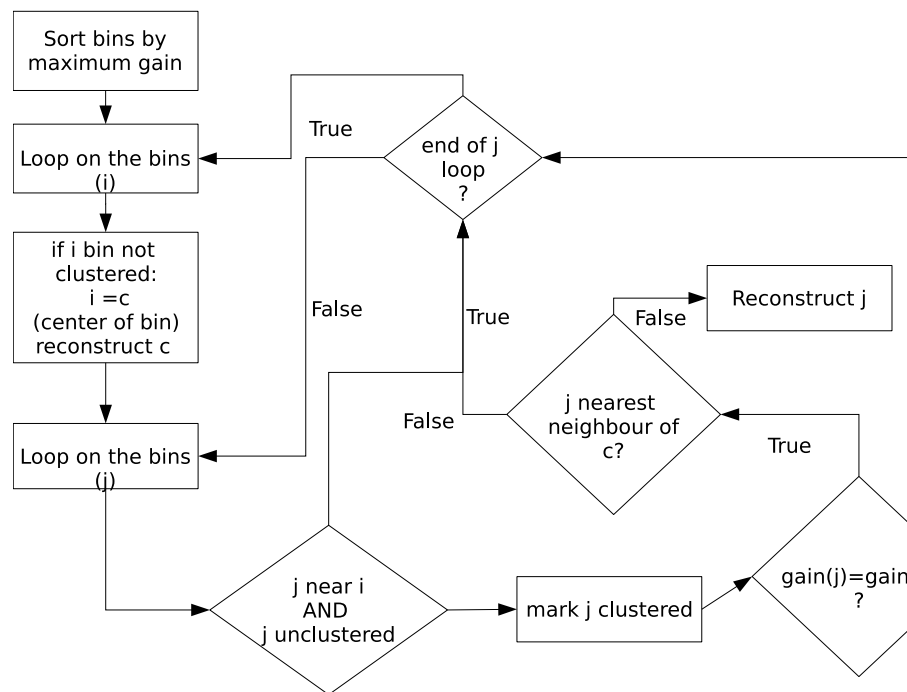 Sort bins by
maximum gain
Loop on the bins
(i)
if i bin not
clustered:
i =c
(center of bin)
reconstruct c
Loop on the bins
(j)
True
end of j
loop
?
False
True
False
False
Reconstruct j
j nearest
neighbour of
c?
True
j near i
AND
j unclustered
mark j clustered
gain(j)=gain
?